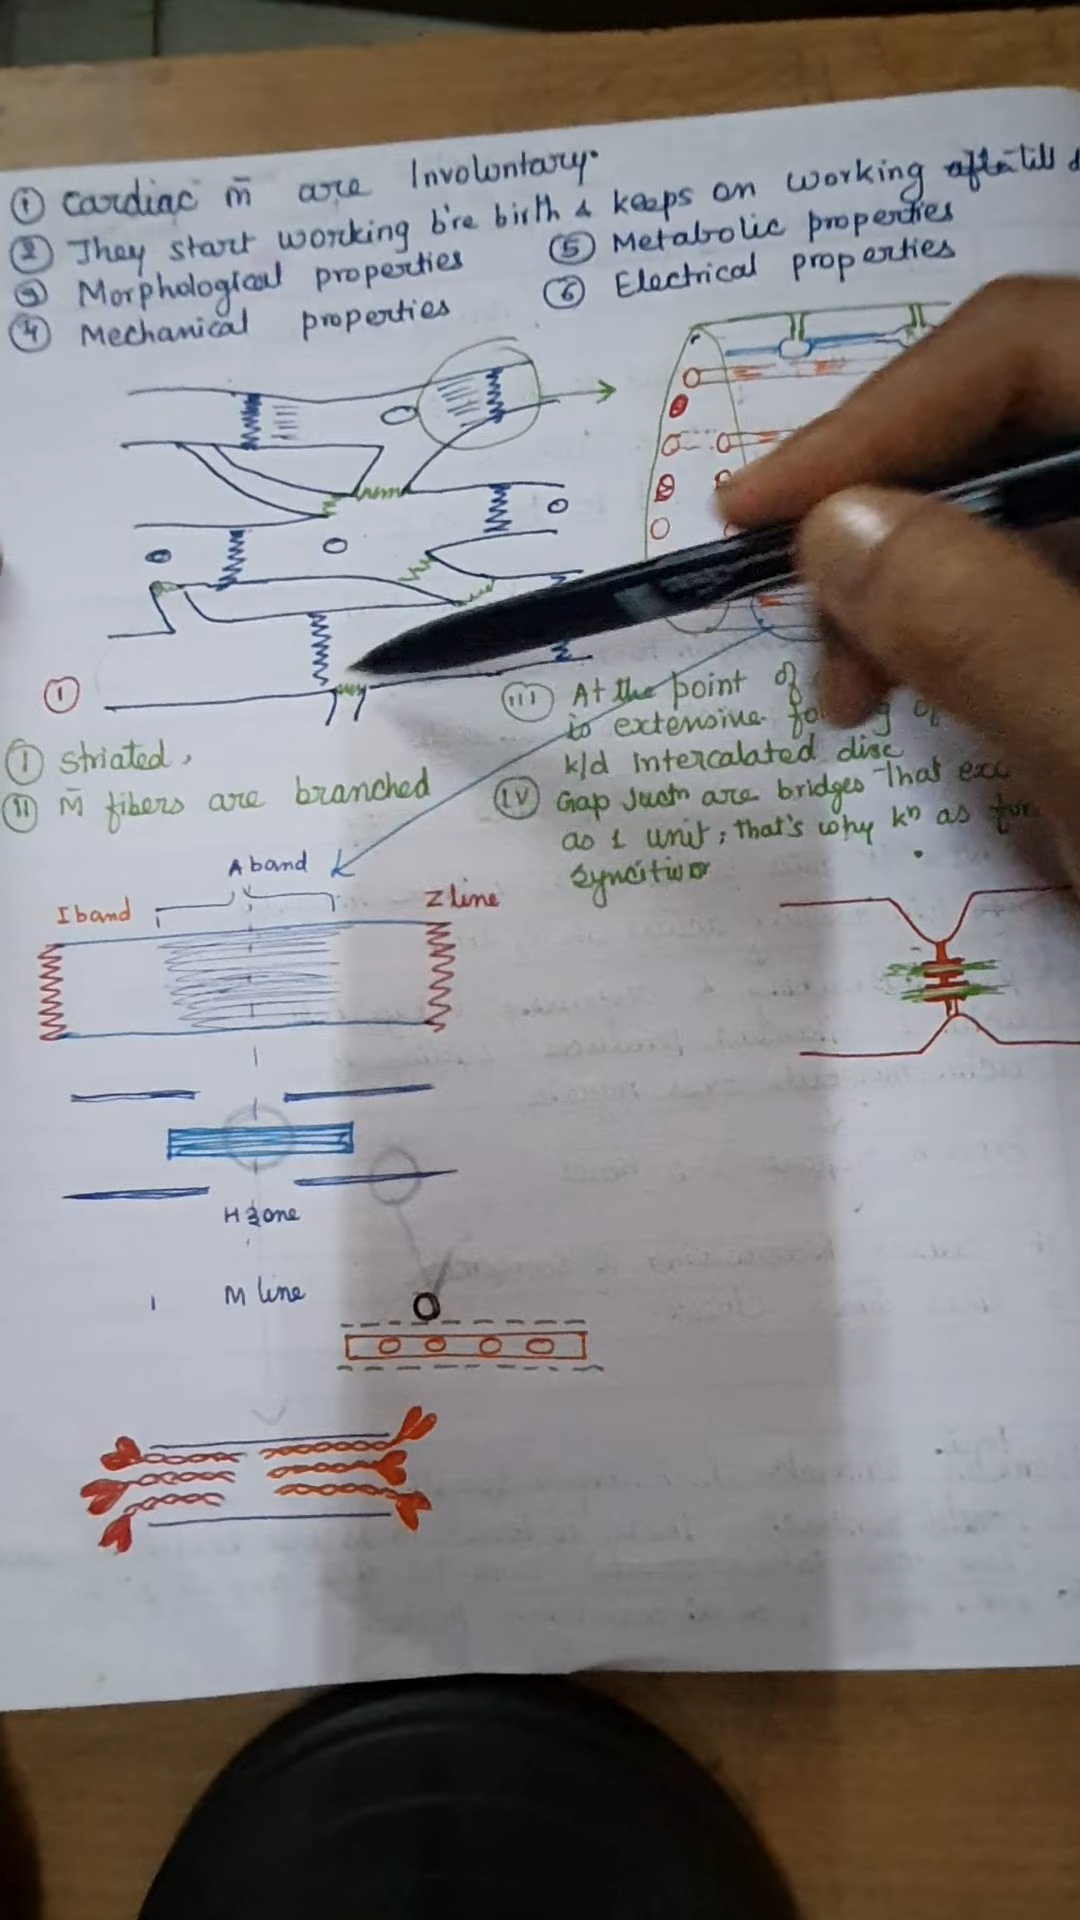 ① Cardiac m̄ are Involontary.
② They start working b're birth & keeps on working till
③ Morphological properties ⑤ Metabolic properties
④ Mechanical properties ⑥ Electrical properties
①
Ⓘ striated,
ⓘⓘ m̄ fibers are branched
ⓘⓘⓘ At the point of
is extensive
k/d intercalated disc
ⓘⓥ Gap Juctn are bridges That
as 1 unit, that's why kn as
Syncitium
A band
I band
Z line
H zone
M line